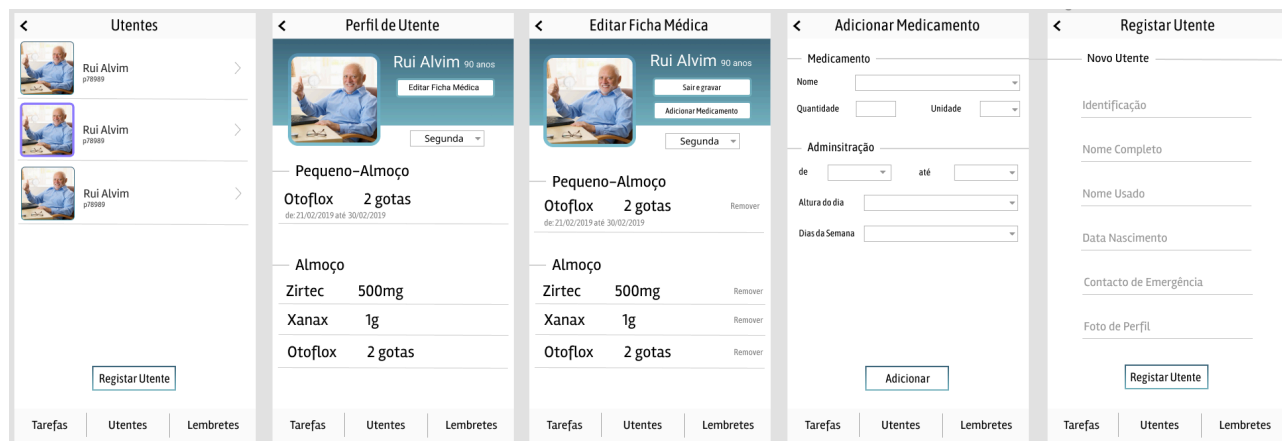 Utentes
Rui Alvim
p78989
Rui Alvim
p78989
Rui Alvim
p78989
Registar Utente
Tarefas Utentes Lembretes
Perfil de Utente
Rui Alvim 90 anos
Editar Ficha Médica
Segunda
Pequeno-Almoço
Otoflox 2 gotas
de: 21/02/2019 até 30/02/2019
Almoço
Zirtec 500mg
Xanax 1g
Otoflox 2 gotas
Tarefas Utentes Lembretes
Editar Ficha Médica
Rui Alvim 90 anos
Sair e gravar
Adicionar Medicamento
Segunda
Pequeno-Almoço
Otoflox 2 gotas Remover
de: 21/02/2019 até 30/02/2019
Almoço
Zirtec 500mg Remover
Xanax 1g Remover
Otoflox 2 gotas Remover
Tarefas Utentes Lembretes
Adicionar Medicamento
Medicamento
Nome
Quantidade Unidade
Adminsitração
de até
Altura do dia
Dias da Semana
Adicionar
Tarefas Utentes Lembretes
Registar Utente
Novo Utente
Identificação
Nome Completo
Nome Usado
Data Nascimento
Contacto de Emergência
Foto de Perfil
Registar Utente
Tarefas Utentes Lembretes